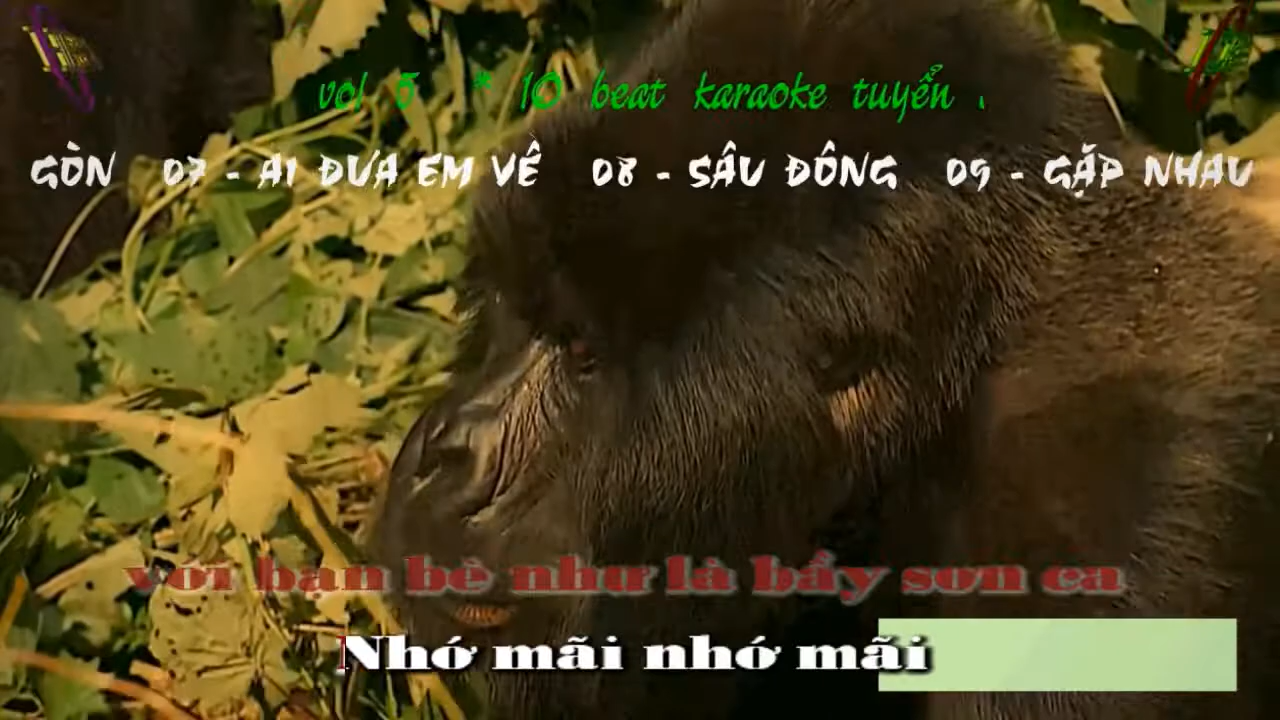 vol 5 * 10 beat karaoke tuyển
GÒN 07 - AI ĐƯA EM VỀ 08 - SẦU ĐÔNG 09 - GẶP NHAU
với bạn bè như là bầy sơn ca
Nhớ mãi nhớ mãi